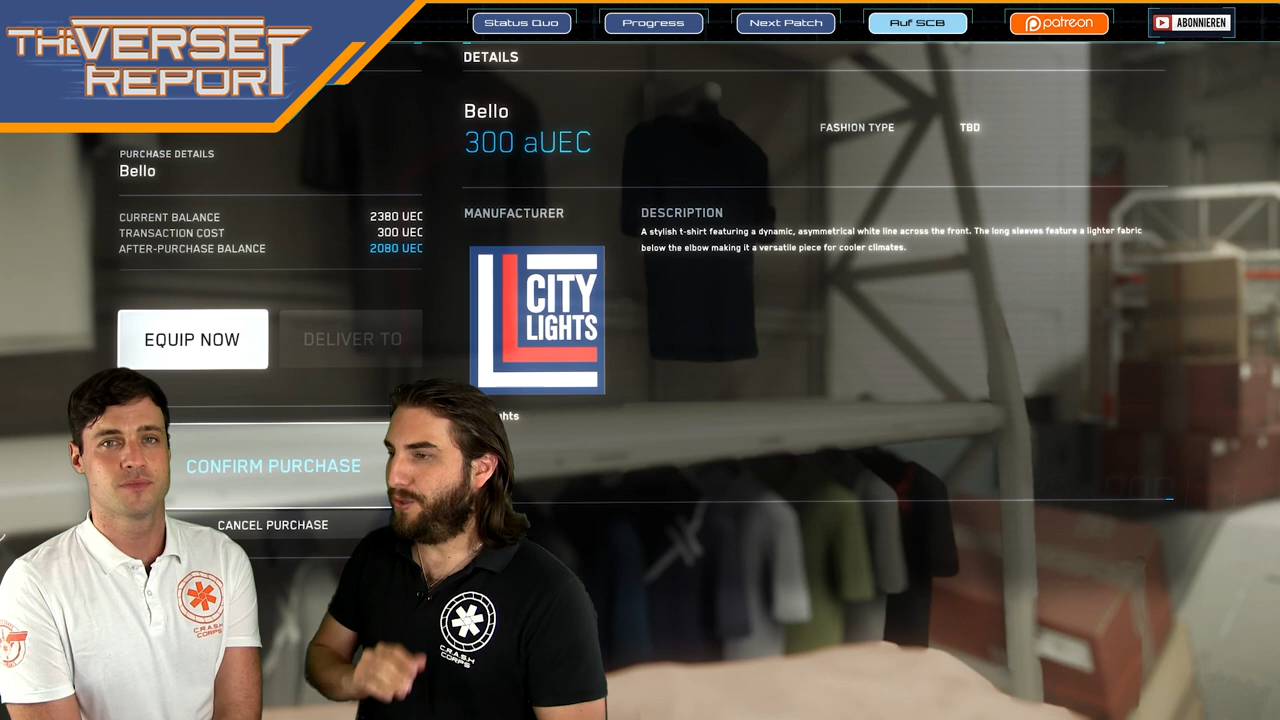 THE VERSE
REPORT
Status Quo
Progress
Next Patch
Ruf SCB
patreon
ABONNIEREN
DETAILS
Bello
300 aUEC
FASHION TYPE
TBD
PURCHASE DETAILS
Bello
CURRENT BALANCE
2380 UEC
TRANSACTION COST
300 UEC
AFTER-PURCHASE BALANCE
2080 UEC
MANUFACTURER
DESCRIPTION
A stylish t-shirt featuring a dynamic, asymmetrical white line across the front. The long sleeves feature a lighter fabric
below the elbow making it a versatile piece for cooler climates.
CITY
LIGHTS
EQUIP NOW
DELIVER TO
CONFIRM PURCHASE
CANCEL PURCHASE
CRASH
CORPS
CRASH
CORPS